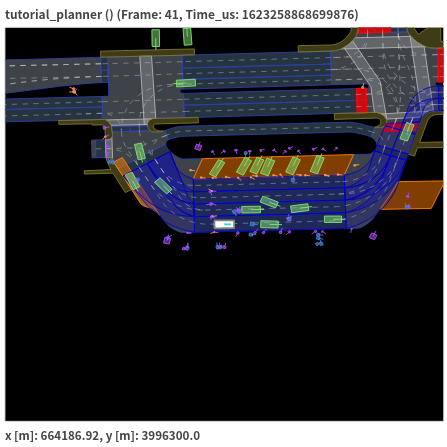 tutorial_planner () (Frame: 41, Time_us: 1623258868699876)
x [m]: 664186.92, y [m]: 3996300.0